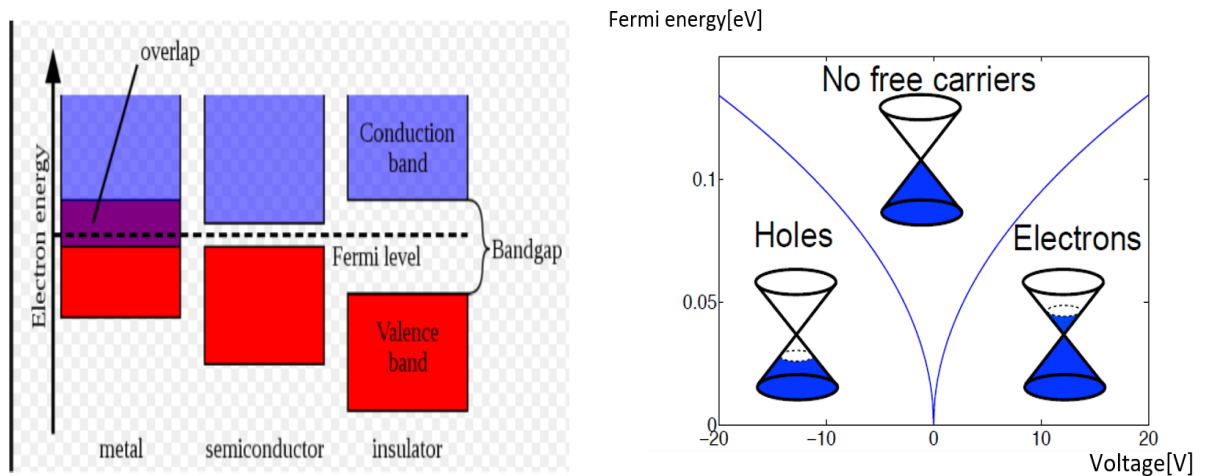 overlap
Electron energy
Conduction
band
Fermi level
Bandgap
Valence
band
metal
semiconductor
insulator
Fermi energy[eV]
No free carriers
0.1
Holes
Electrons
0.05
0
−20
−10
0
10
20
Voltage[V]